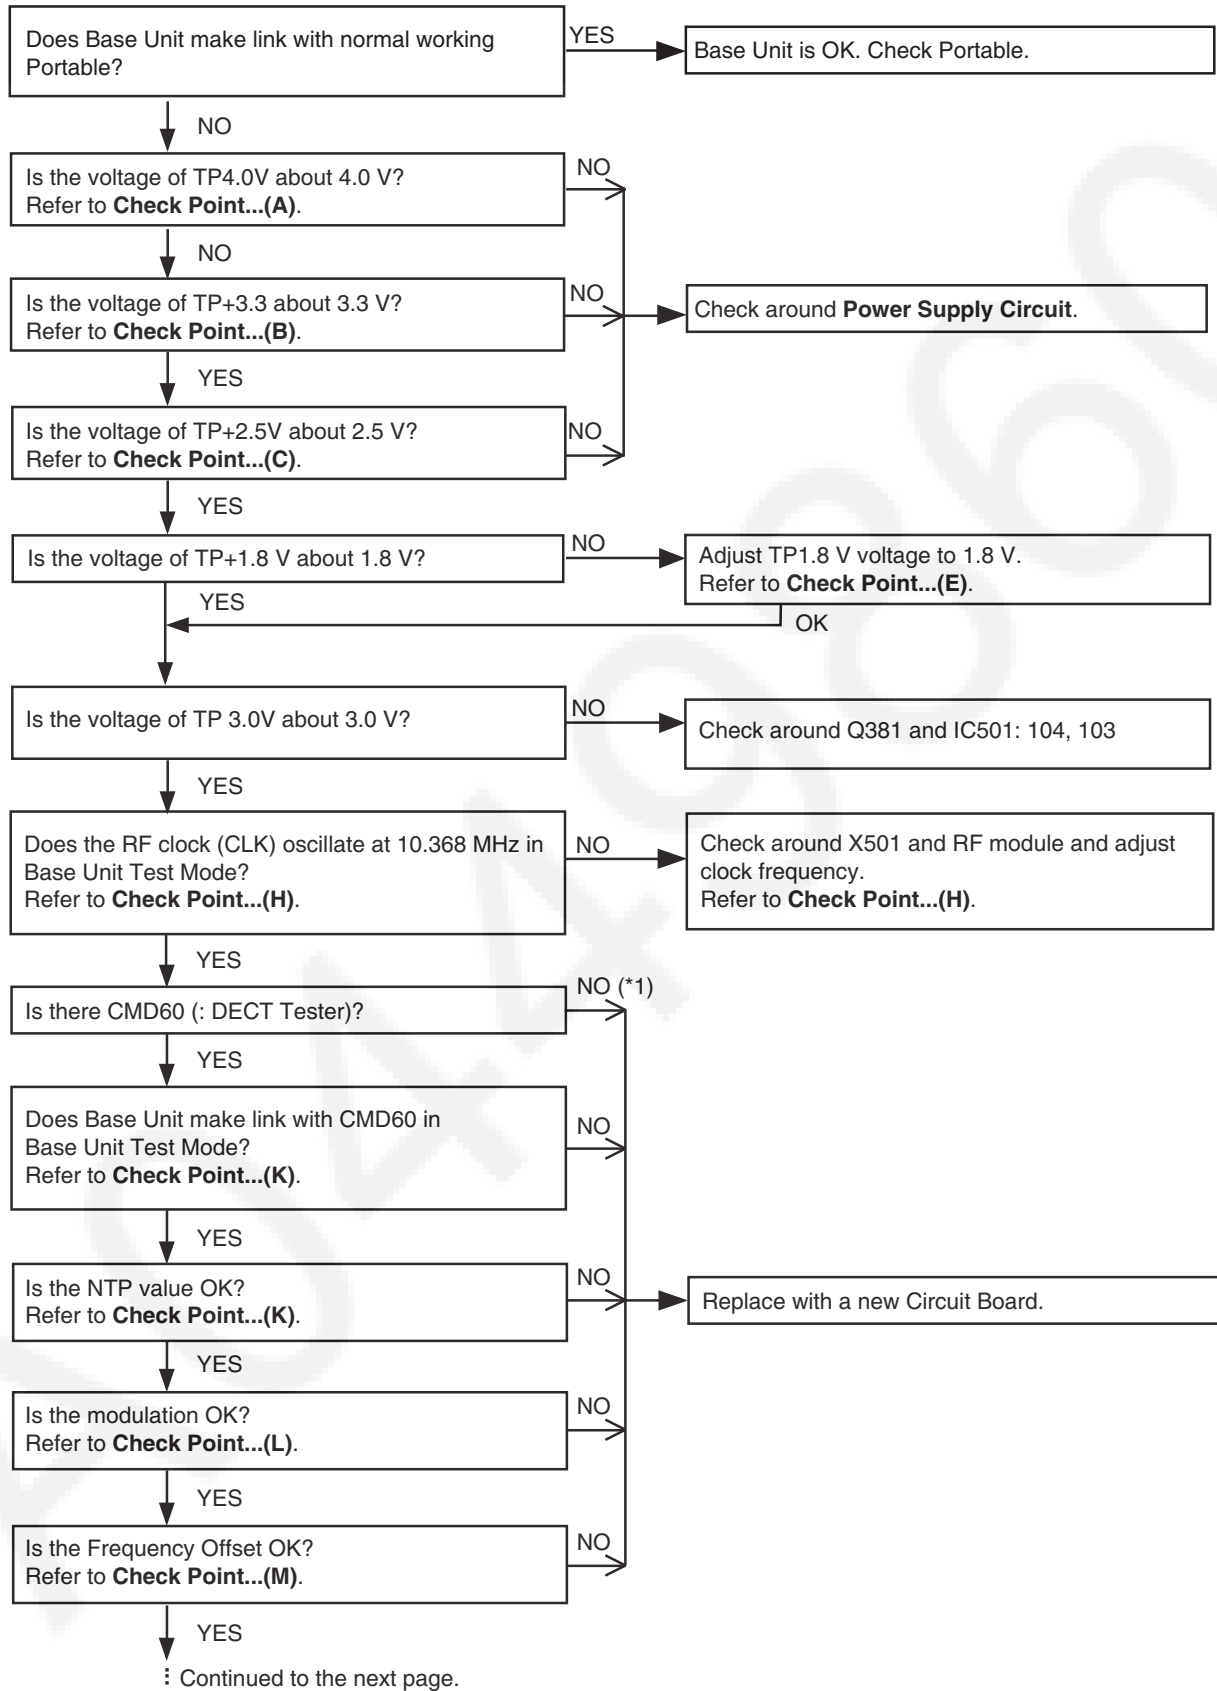 Does Base Unit make link with normal working
Portable?
YES
Base Unit is OK. Check Portable.
NO
Is the voltage of TP4.0V about 4.0 V?
Refer to Check Point...(A).
NO
NO
Is the voltage of TP+3.3 about 3.3 V?
Refer to Check Point...(B).
NO
Check around Power Supply Circuit.
YES
Is the voltage of TP+2.5V about 2.5 V?
Refer to Check Point...(C).
NO
YES
Is the voltage of TP+1.8 V about 1.8 V?
NO
Adjust TP1.8 V voltage to 1.8 V.
Refer to Check Point...(E).
YES
OK
Is the voltage of TP 3.0V about 3.0 V?
NO
Check around Q381 and IC501: 104, 103
YES
Does the RF clock (CLK) oscillate at 10.368 MHz in
Base Unit Test Mode?
Refer to Check Point...(H).
NO
Check around X501 and RF module and adjust
clock frequency.
Refer to Check Point...(H).
YES
Is there CMD60 (: DECT Tester)?
NO (*1)
YES
Does Base Unit make link with CMD60 in
Base Unit Test Mode?
Refer to Check Point...(K).
NO
YES
Is the NTP value OK?
Refer to Check Point...(K).
NO
Replace with a new Circuit Board.
YES
Is the modulation OK?
Refer to Check Point...(L).
NO
YES
Is the Frequency Offset OK?
Refer to Check Point...(M).
NO
YES
Continued to the next page.